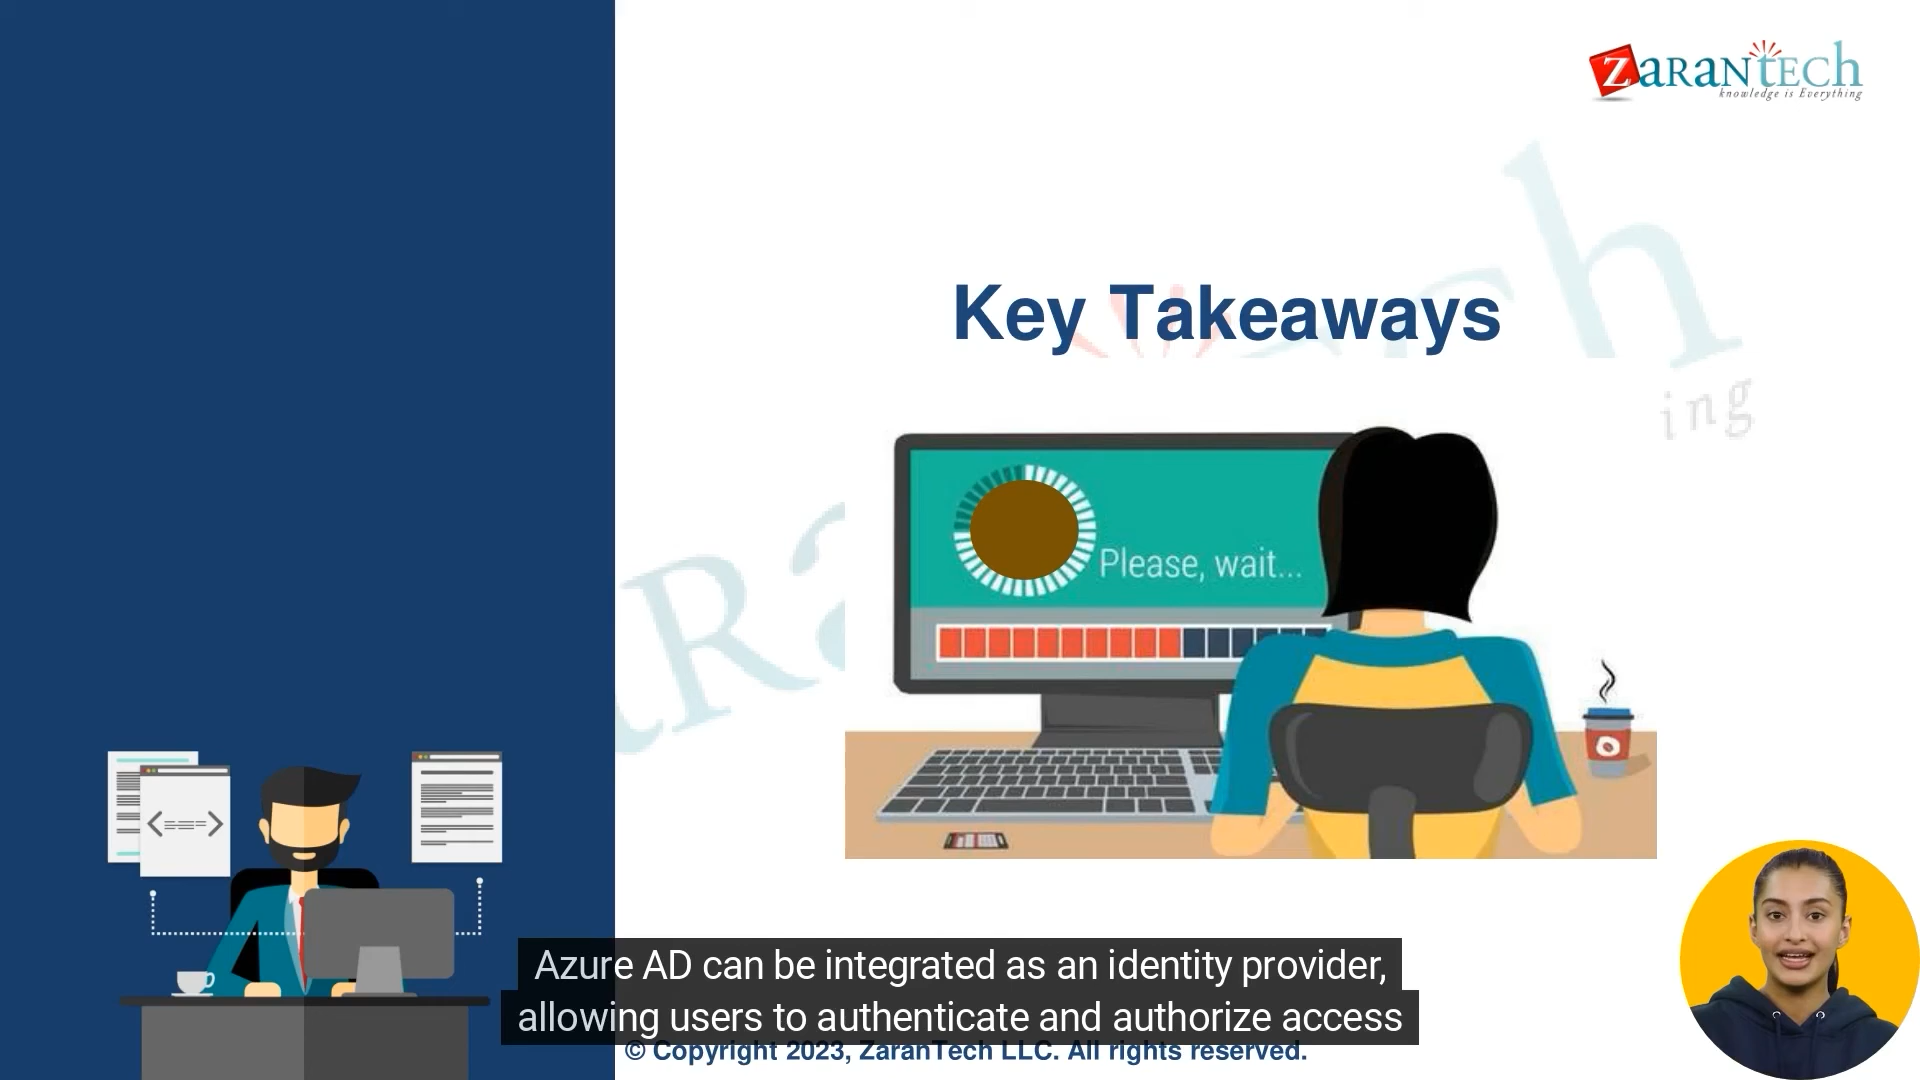 ZaranTech
knowledge is Everything
Key Takeaways
ing
Please, wait...
Azure AD can be integrated as an identity provider,
allowing users to authenticate and authorize access
© Copyright 2023, ZaranTech LLC. All rights reserved.